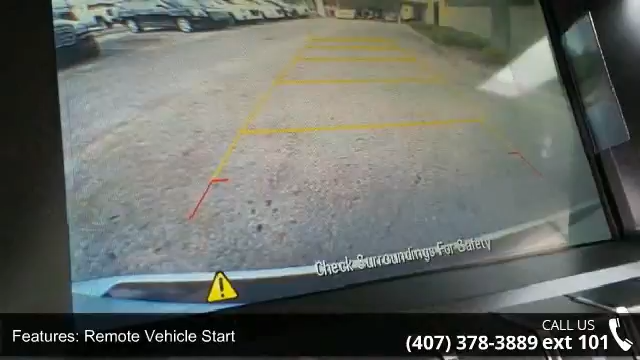 Check Surroundings For Safety
Features: Remote Vehicle Start
CALL US
(407) 378-3889 ext 101